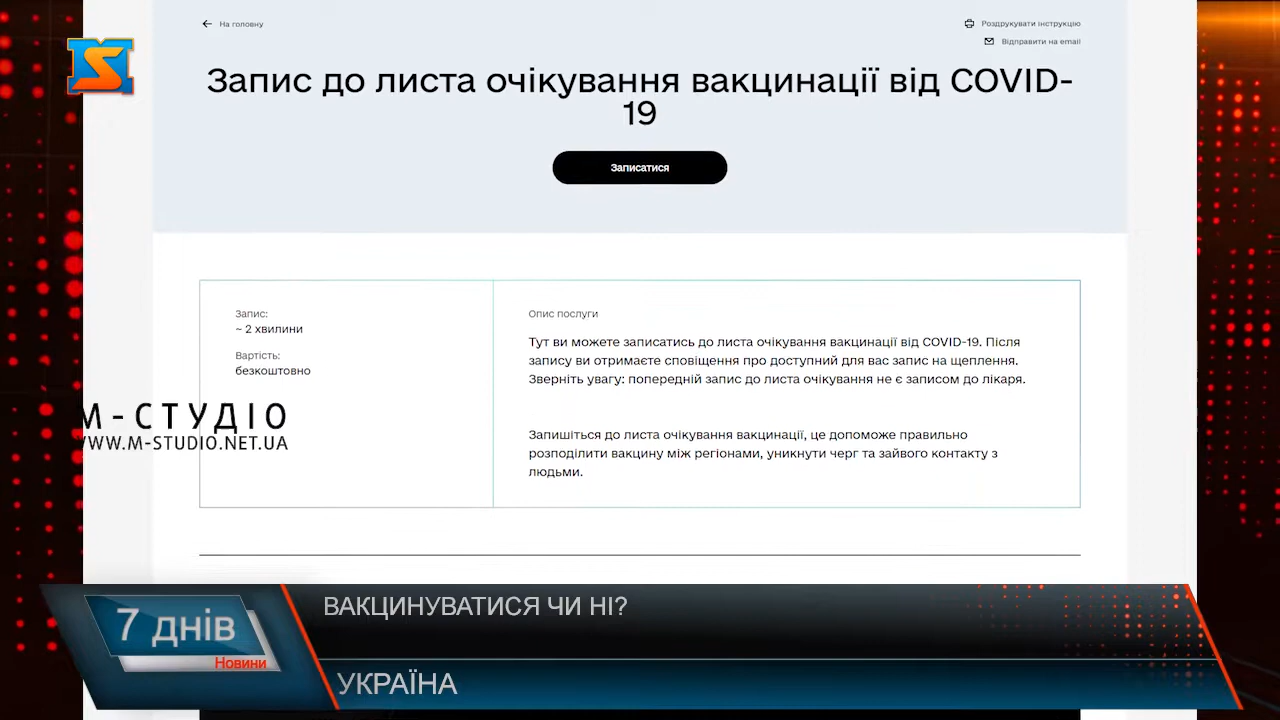 На головну
Роздрукувати інструкцію
Відправити на email
Запис до листа очікування вакцинації від COVID-
19
Записатися
Запис:
~ 2 хвилини
Вартість:
безкоштовно
Опис послуги
Тут ви можете записатись до листа очікування вакцинації від COVID-19. Після
запису ви отримаєте сповіщення про доступний для вас запис на щеплення.
Зверніть увагу: попередній запис до листа очікування не є записом до лікаря.
Запишіться до листа очікування вакцинації, це допоможе правильно
розподілити вакцину між регіонами, уникнути черг та зайвого контакту з
людьми.
М-СТУДІО
WWW.M-STUDIO.NET.UA
7 днів
Новини
ВАКЦИНУВАТИСЯ ЧИ НІ?
УКРАЇНА